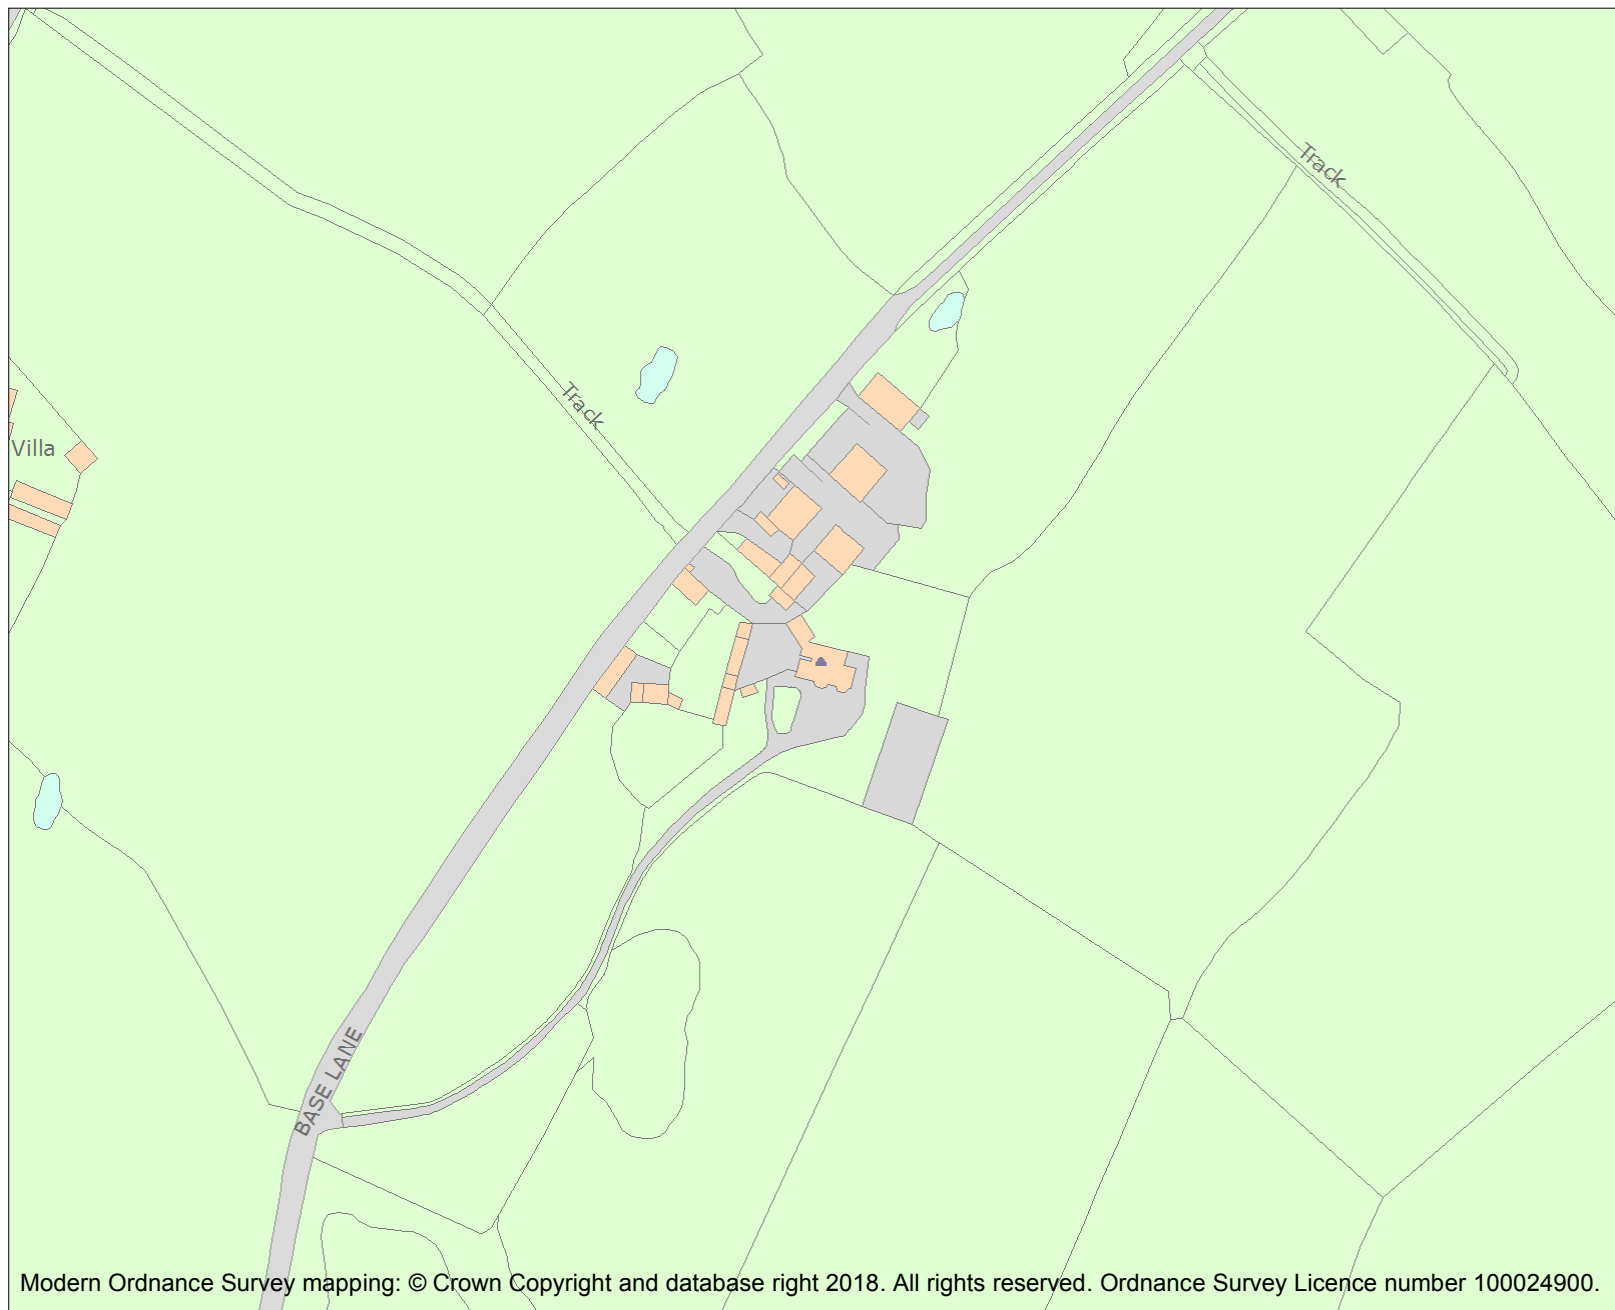 Track
Track
Villa
BASE LANE
Modern Ordnance Survey mapping: © Crown Copyright and database right 2018. All rights reserved. Ordnance Survey Licence number 100024900.